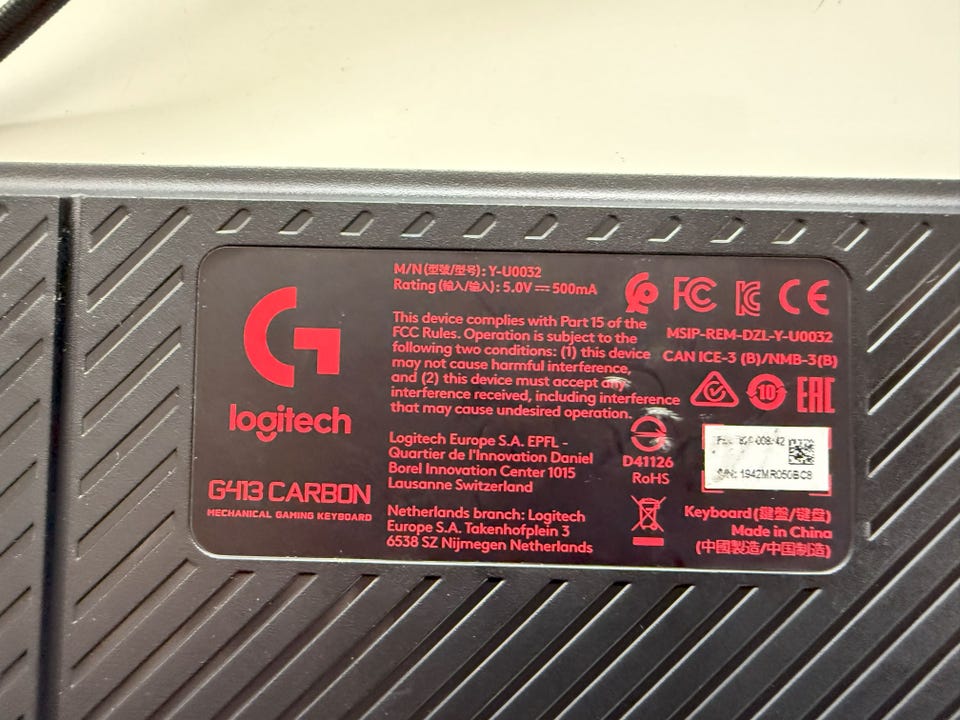 logitech
G413 CARBON
MECHANICAL GAMING KEYBOARD
M/N(型號/型号): Y-U0032
Rating(輸入/输入): 5.0V ⎓ 500mA
This device complies with Part 15 of the
FCC Rules. Operation is subject to the
following two conditions: (1) this device
may not cause harmful interference,
and (2) this device must accept any
interference received, including interference
that may cause undesired operation.
Logitech Europe S.A. EPFL -
Quartier de l'Innovation Daniel
Borel Innovation Center 1015
Lausanne Switzerland
Netherlands branch: Logitech
Europe S.A. Takenhofplein 3
6538 SZ Nijmegen Netherlands
FC CE
MSIP-REM-DZL-Y-U0032
CAN ICE-3 (B)/NMB-3(B)
10 EAC
D41126
RoHS
S/N: 1942MR050BC8
Keyboard(鍵盤/键盘)
Made in China
(中國製造/中国制造)